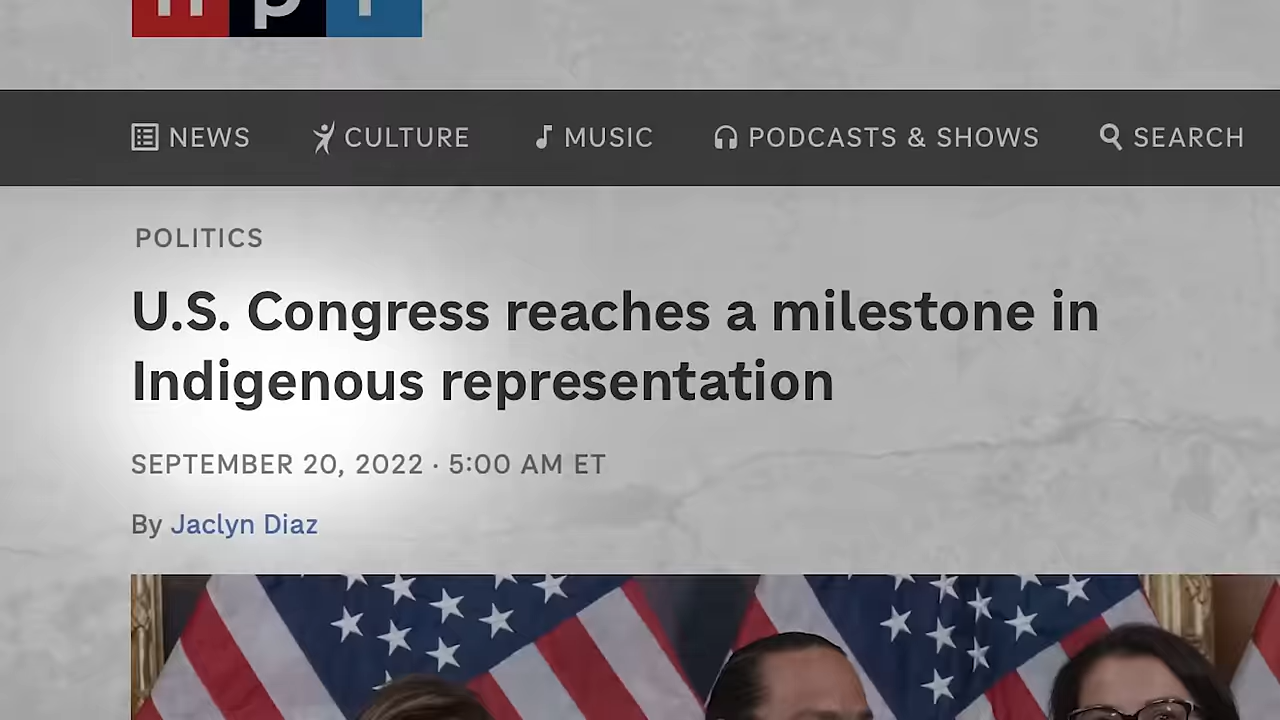 npr
NEWS CULTURE MUSIC PODCASTS & SHOWS SEARCH
POLITICS
U.S. Congress reaches a milestone in
Indigenous representation
SEPTEMBER 20, 2022 · 5:00 AM ET
By Jaclyn Diaz